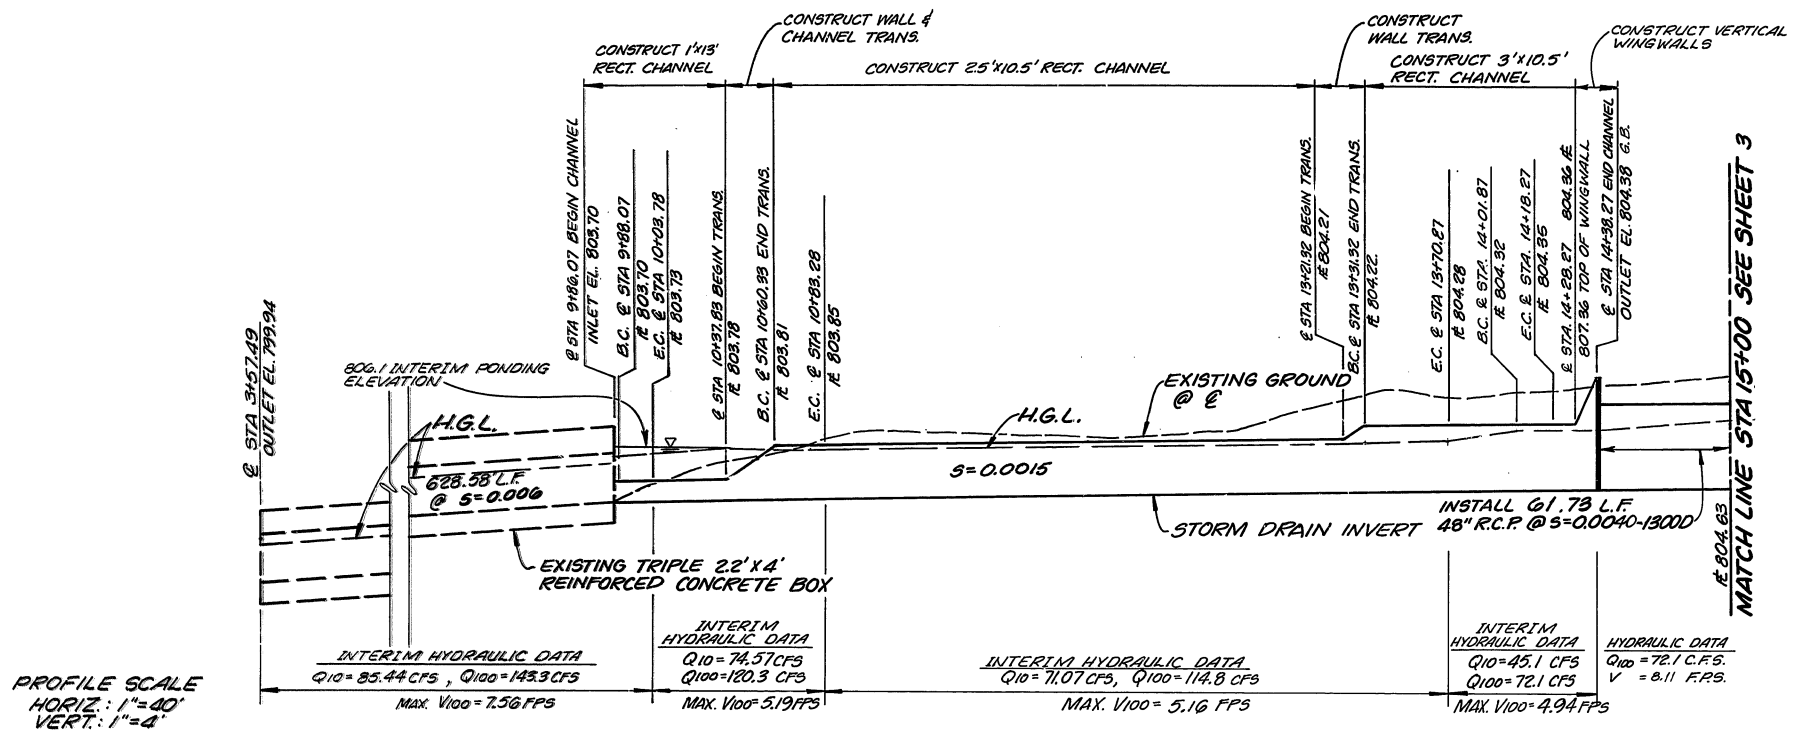 CONSTRUCT 1'X13'
RECT. CHANNEL
CONSTRUCT WALL &
CHANNEL TRANS.
CONSTRUCT 2.5'X10.5' RECT. CHANNEL
CONSTRUCT
WALL TRANS.
CONSTRUCT 3'X10.5'
RECT. CHANNEL
CONSTRUCT VERTICAL
WINGWALLS
℄ STA 3+57.49
OUTLET EL. 799.94
℄ STA 9+86.07 BEGIN CHANNEL
INLET EL. 803.70
B.C. ℄ STA 9+88.07
℄ 803.70
E.C. ℄ STA 10+03.78
℄ 803.73
℄ STA 10+37.83 BEGIN TRANS.
℄ 803.78
B.C. ℄ STA 10+60.33 END TRANS.
℄ 803.81
E.C. ℄ STA 10+83.28
℄ 803.85
℄ STA 13+21.32 BEGIN TRANS.
℄ 804.21
B.C. ℄ STA 13+31.32 END TRANS.
℄ 804.22
E.C. ℄ STA 13+70.87
℄ 804.28
B.C. ℄ STA. 14+01.87
℄ 804.32
E.C. ℄ STA. 14+18.27
℄ 804.35
℄ STA. 14+28.27 804.36 ℄
807.36 TOP OF WINGWALL
℄ STA 14+38.27 END CHANNEL
OUTLET EL. 804.38 G.B.
℄ 804.63
MATCH LINE STA 15+00 SEE SHEET 3
806.1 INTERIM PONDING
ELEVATION
H.G.L.
628.58' L.F.
@ S=0.006
EXISTING TRIPLE 2.2' X 4'
REINFORCED CONCRETE BOX
EXISTING GROUND
@ ℄
H.G.L.
S=0.0015
STORM DRAIN INVERT
INSTALL 61.73 L.F.
48" R.C.P. @ S=0.0040-1300D
INTERIM HYDRAULIC DATA
Q10 = 85.44 CFS, Q100 = 143.3 CFS
MAX. V100 = 7.56 FPS
INTERIM
HYDRAULIC DATA
Q10 = 74.57 CFS
Q100=120.3 CFS
MAX. V100= 5.19 FPS
INTERIM HYDRAULIC DATA
Q10 = 71.07 CFS, Q100 = 114.8 CFS
MAX. V100= 5.16 FPS
INTERIM
HYDRAULIC DATA
Q10=45.1 CFS
Q100= 72.1 CFS
MAX. V100= 4.94 FPS
HYDRAULIC DATA
Q100 = 72.1 C.F.S.
V = 8.11 F.P.S.
PROFILE SCALE
HORIZ.: 1"=40'
VERT.: 1"=4'